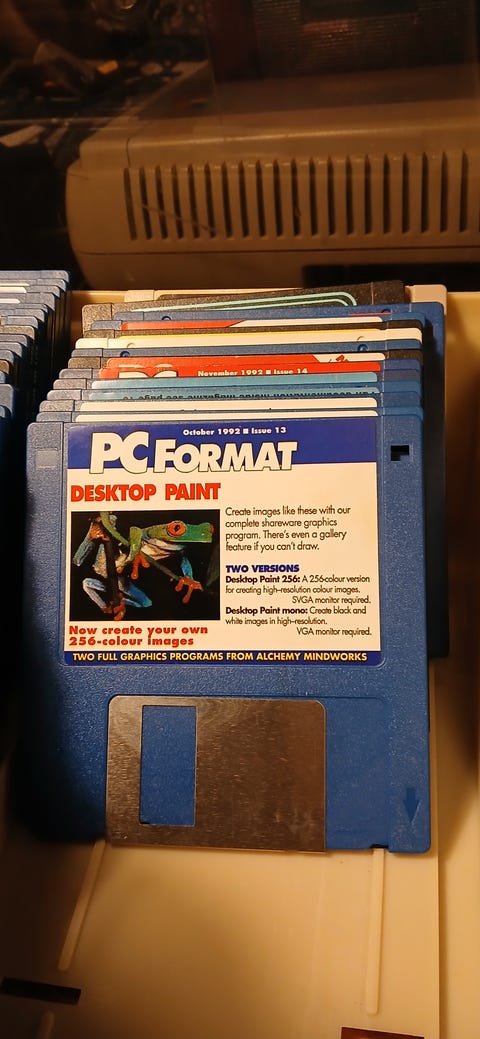 November 1992 ■ Issue 14
October 1992 ■ Issue 13
PC FORMAT
DESKTOP PAINT
Create images like these with our
complete shareware graphics
program. There's even a gallery
feature if you can't draw.
TWO VERSIONS
Desktop Paint 256: A 256-colour version
for creating high-resolution colour images.
SVGA monitor required.
Desktop Paint mono: Create black and
white images in high-resolution.
VGA monitor required.
Now create your own
256-colour images
TWO FULL GRAPHICS PROGRAMS FROM ALCHEMY MINDWORKS